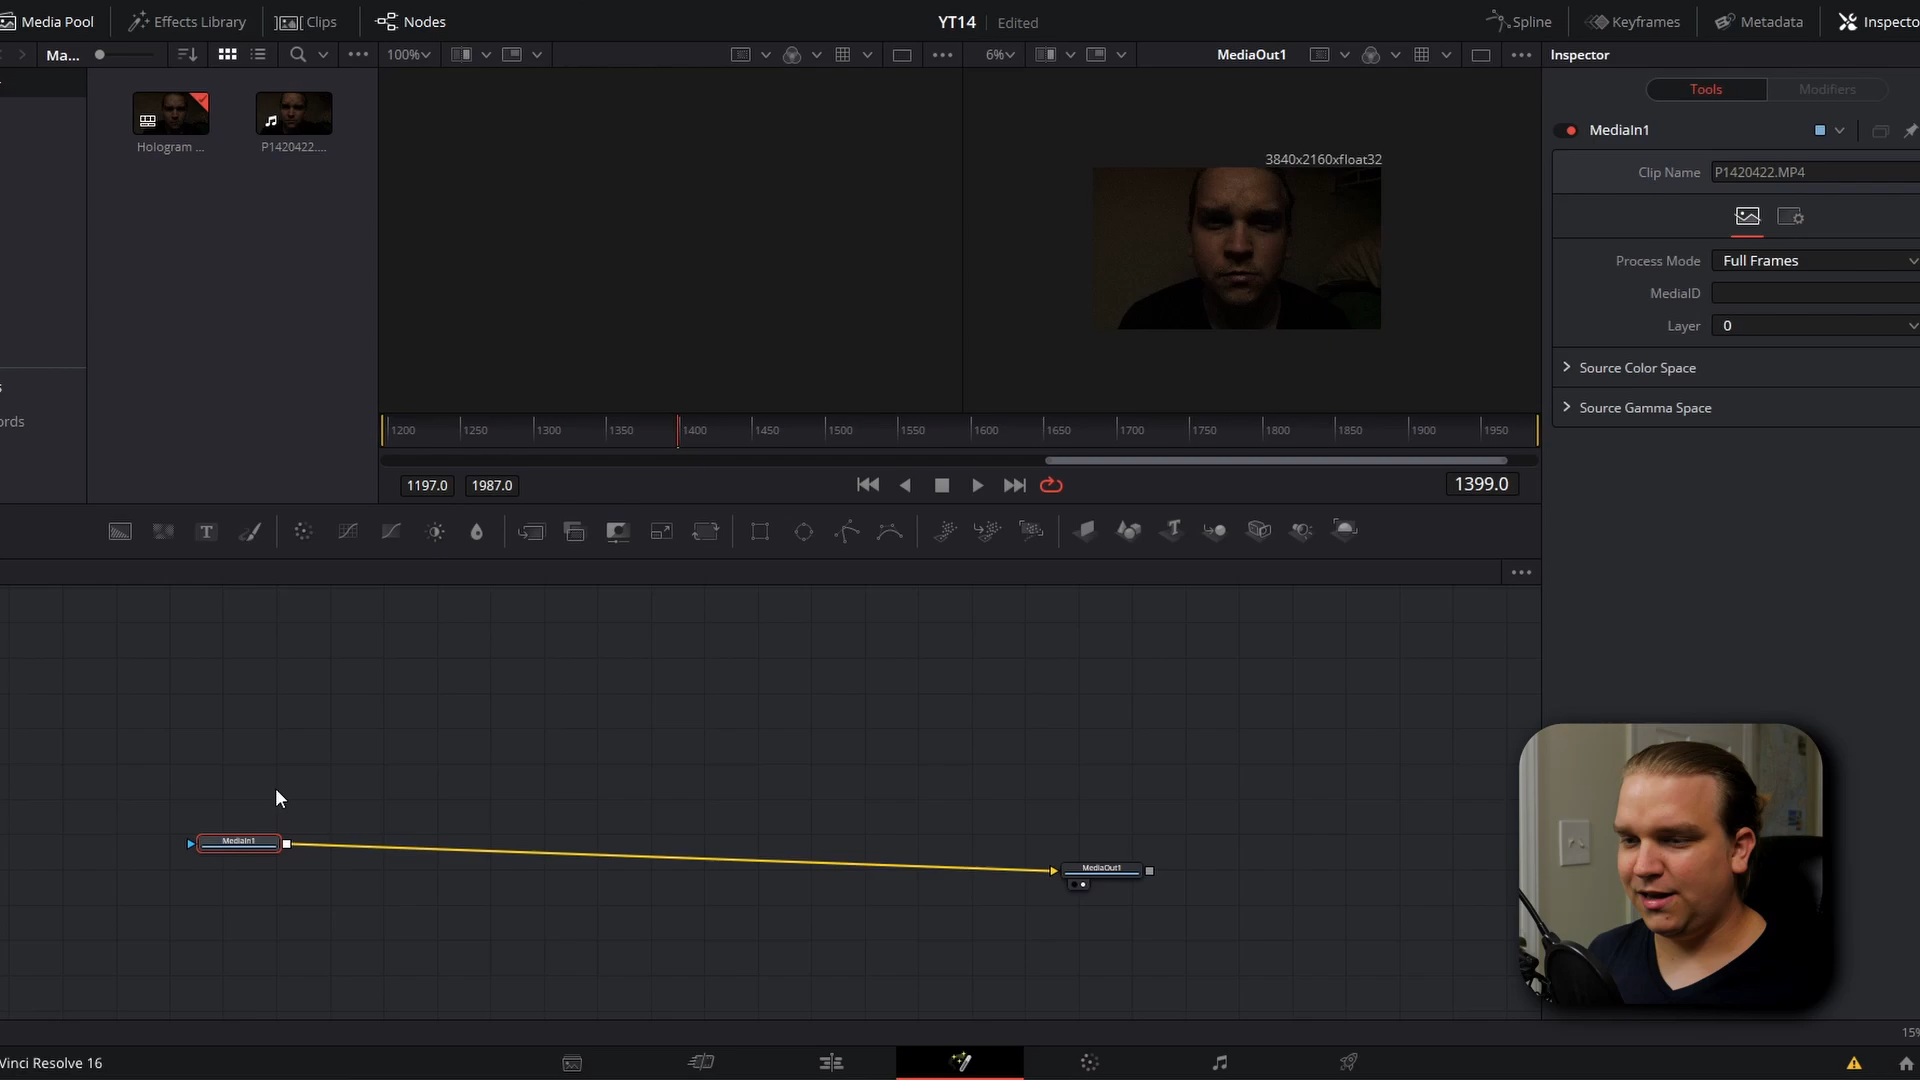 Media Pool
Effects Library
Clips
Nodes
YT14
Edited
Spline
Keyframes
Metadata
Inspecto
Ma...
100%
6%
MediaOut1
Inspector
Tools
Modifiers
Hologram ...
P1420422....
3840x2160xfloat32
MediaIn1
Clip Name
P1420422.MP4
Process Mode
Full Frames
MediaID
Layer
0
Source Color Space
Source Gamma Space
s
ords
1200
1250
1300
1350
1400
1450
1500
1550
1600
1650
1700
1750
1800
1850
1900
1950
1197.0
1987.0
1399.0
MediaIn1
MediaOut1
15%
Vinci Resolve 16